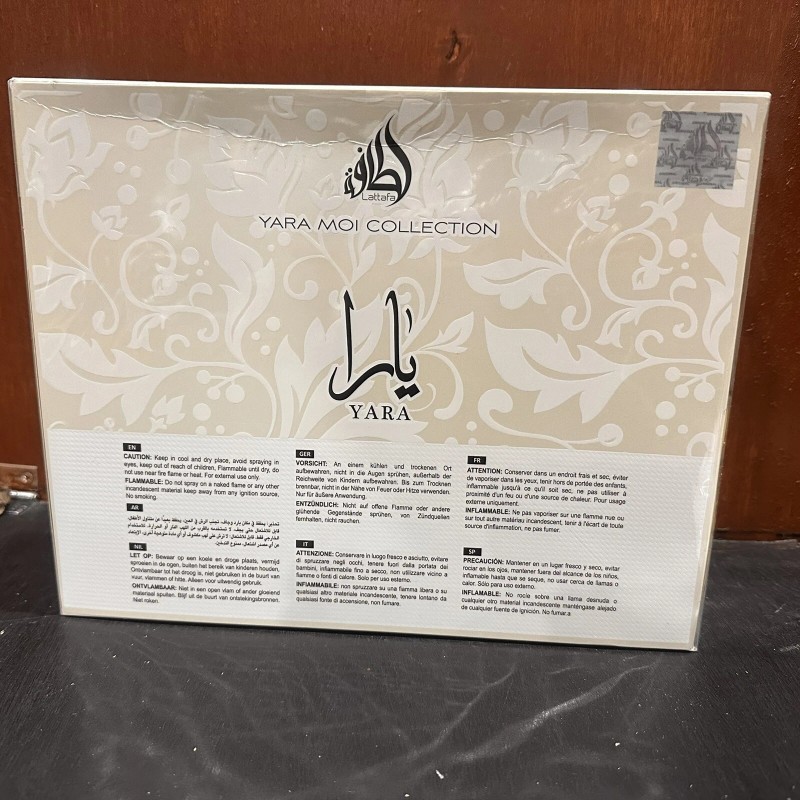 لطافة
Lattafa
YARA MOI COLLECTION
يارا
YARA
EN
CAUTION: Keep in cool and dry place, avoid spraying in
eyes, keep out of reach of children, Flammable until dry, do
not use near fire flame or heat. For external use only.
FLAMMABLE: Do not spray on a naked flame or any other
incandescent material keep away from any ignition source,
No smoking.
AR
NIL
LET OP: Bewaar op een koele en droge plaats, vermijd
sproeien in de ogen, buiten het bereik van kinderen houden.
Ontvlambaar tot het droog is, niet gebruiken in de buurt van
vuur, vlammen of hitte. Alleen voor uitwendig gebruik.
ONTVLAMBAAR: Niet in een open vlam of ander gloeiend
materiaal spuiten. Blijf uit de buurt van ontstekingsbronnen.
Niet roken.
GER
VORSICHT: An einem kühlen und trockenen Ort
aufbewahren, nicht in die Augen sprühen, außerhalb der
Reichweite von Kindern aufbewahren. Bis zum Trocknen
brennbar, nicht in der Nähe von Feuer oder Hitze verwenden.
Nur für äußere Anwendung.
ENTZÜNDLICH: Nicht auf offene Flamme oder andere
glühende Gegenstände sprühen, von Zündquellen
fernhalten, nicht rauchen.
IT
ATTENZIONE: Conservare in luogo fresco e asciutto, evitare
di spruzzare negli occhi, tenere fuori dalla portata dei
bambini, infiammabile fino a secco, non utilizzare vicino a
fiamme o fonti di calore. Solo per uso esterno.
INFIAMMABILE: non spruzzare su una fiamma libera o su
qualsiasi altro materiale incandescente, tenere lontano da
qualsiasi fonte di accensione, non fumare.
FR
ATTENTION: Conserver dans un endroit frais et sec, éviter
de vaporiser dans les yeux, tenir hors de portée des enfants,
inflammable jusqu'à ce qu'il soit sec, ne pas utiliser à
proximité d'un feu ou d'une source de chaleur. Pour usage
externe uniquement.
INFLAMMABLE: Ne pas vaporiser sur une flamme nue ou
sur tout autre matériau incandescent, tenir à l'écart de toute
source d'inflammation, ne pas fumer.
SP
PRECAUCIÓN: Mantener en un lugar fresco y seco, evitar
rociar en los ojos, mantener fuera del alcance de los niños,
inflamable hasta que se seque, no usar cerca de llamas o
calor. Sólo para uso externo.
INFLAMABLE: No rocíe sobre una llama desnuda o
cualquier otro material incandescente manténgase alejado
de cualquier fuente de ignición. No fumar.a